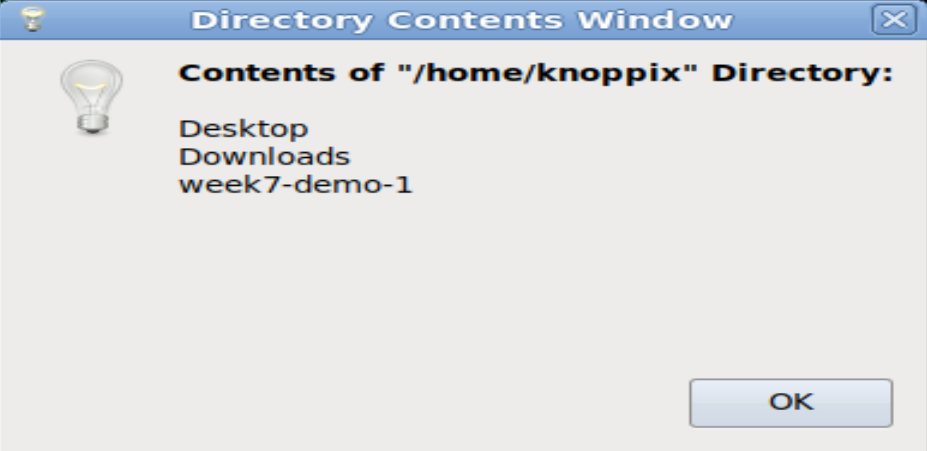 Directory Contents Window
Contents of "/home/knoppix" Directory:
Desktop
Downloads
week7-demo-1
OK